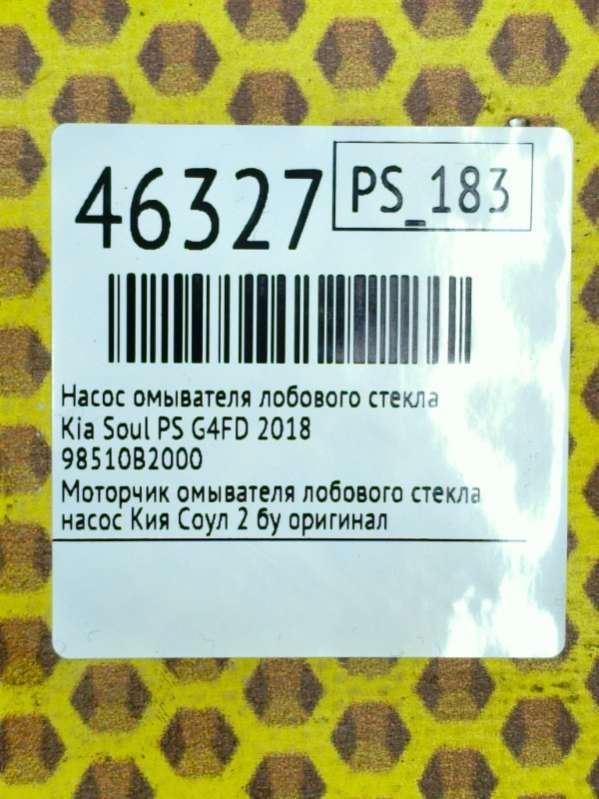 46327
PS_183
Насос омывателя лобового стекла
Kia Soul PS G4FD 2018
98510B2000
Моторчик омывателя лобового стекла
насос Кия Соул 2 бу оригинал